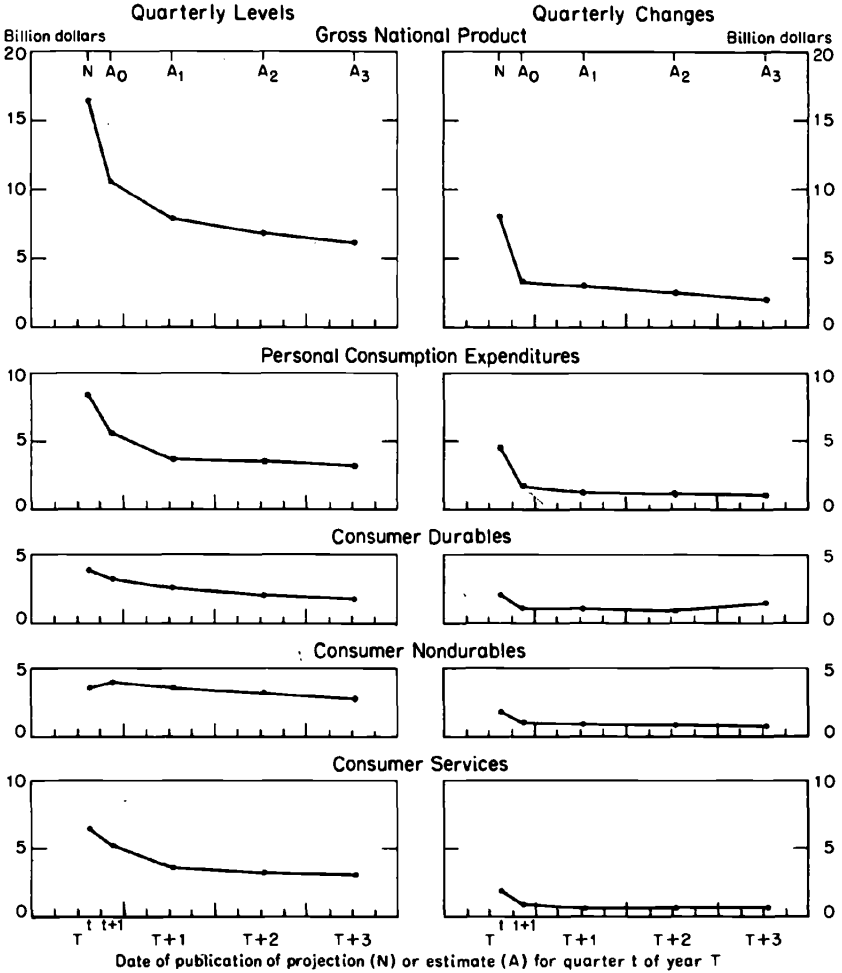 Quarterly Levels Quarterly Changes
Billion dollars Gross National Product Billion dollars
20 N A0 A1 A2 A3 N A0 A1 A2 A3 20
15 15
10 10
5 5
0 0
Personal Consumption Expenditures
10 10
5 5
0 0
Consumer Durables
5 5
0 0
Consumer Nondurables
5 5
0 0
Consumer Services
10 10
5 5
0 0
T t t+1 T+1 T+2 T+3 T t t+1 T+1 T+2 T+3
Date of publication of projection (N) or estimate (A) for quarter t of year T